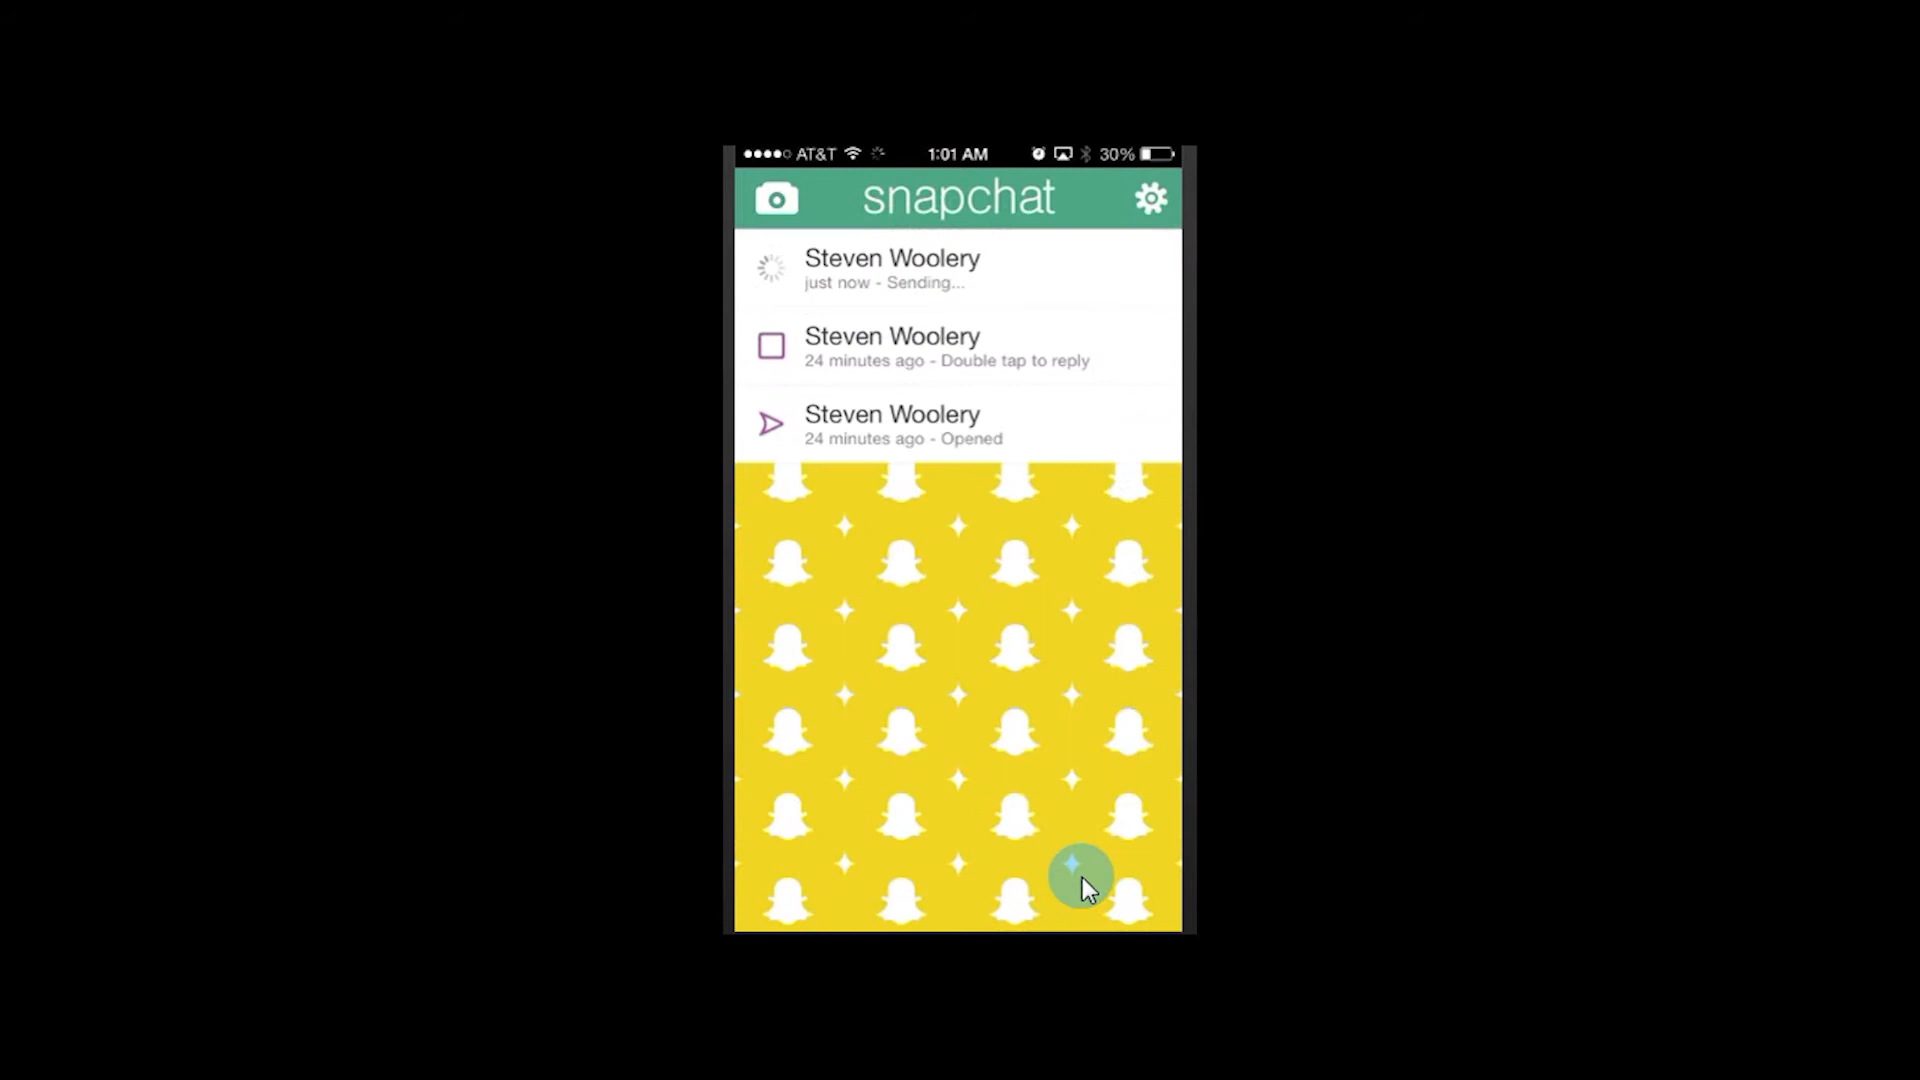 AT&T 1:01 AM 30%
snapchat
Steven Woolery
just now - Sending...
Steven Woolery
24 minutes ago - Double tap to reply
Steven Woolery
24 minutes ago - Opened